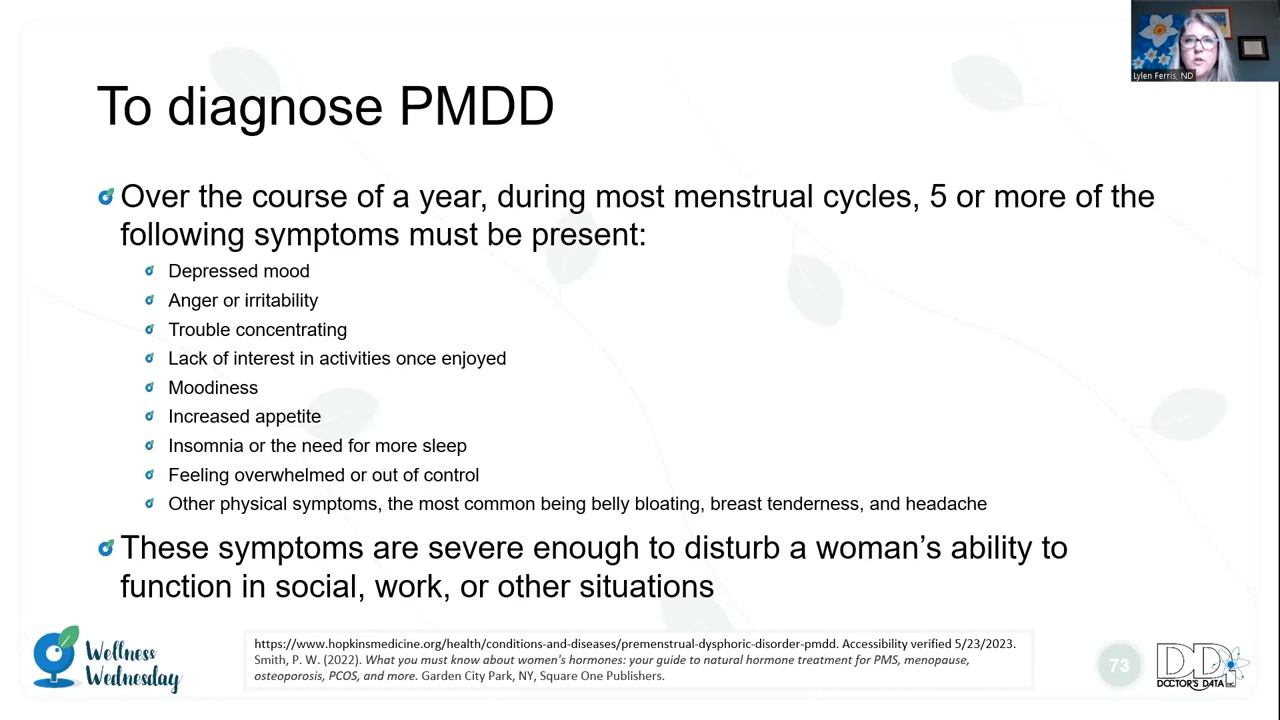 Lylen Ferris, ND
To diagnose PMDD
Over the course of a year, during most menstrual cycles, 5 or more of the
following symptoms must be present:
Depressed mood
Anger or irritability
Trouble concentrating
Lack of interest in activities once enjoyed
Moodiness
Increased appetite
Insomnia or the need for more sleep
Feeling overwhelmed or out of control
Other physical symptoms, the most common being belly bloating, breast tenderness, and headache
These symptoms are severe enough to disturb a woman’s ability to
function in social, work, or other situations
Wellness
Wednesday
https://www.hopkinsmedicine.org/health/conditions-and-diseases/premenstrual-dysphoric-disorder-pmdd. Accessibility verified 5/23/2023.
Smith, P. W. (2022). What you must know about women's hormones: your guide to natural hormone treatment for PMS, menopause,
osteoporosis, PCOS, and more. Garden City Park, NY, Square One Publishers.
73
DDI
DOCTOR'S DATA INC.